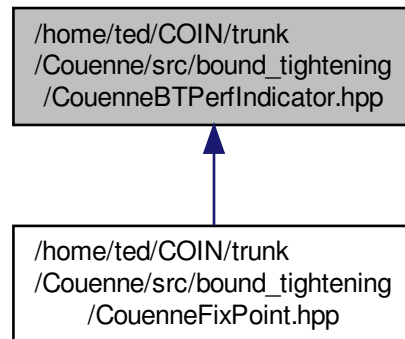 /home/ted/COIN/trunk
/Couenne/src/bound_tightening
/CouenneBTPerfIndicator.hpp
/home/ted/COIN/trunk
/Couenne/src/bound_tightening
/CouenneFixPoint.hpp